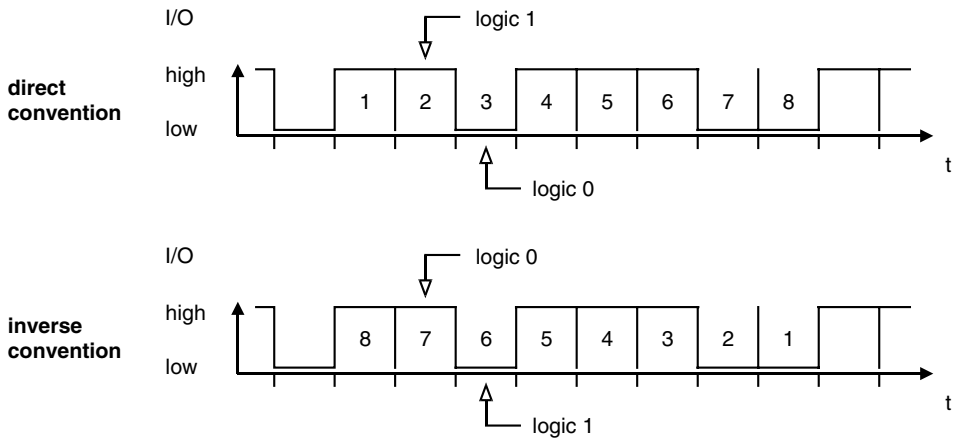 I/O
logic 1
direct
convention
high
low
1 2 3 4 5 6 7 8
t
logic 0
I/O
logic 0
inverse
convention
high
low
8 7 6 5 4 3 2 1
t
logic 1